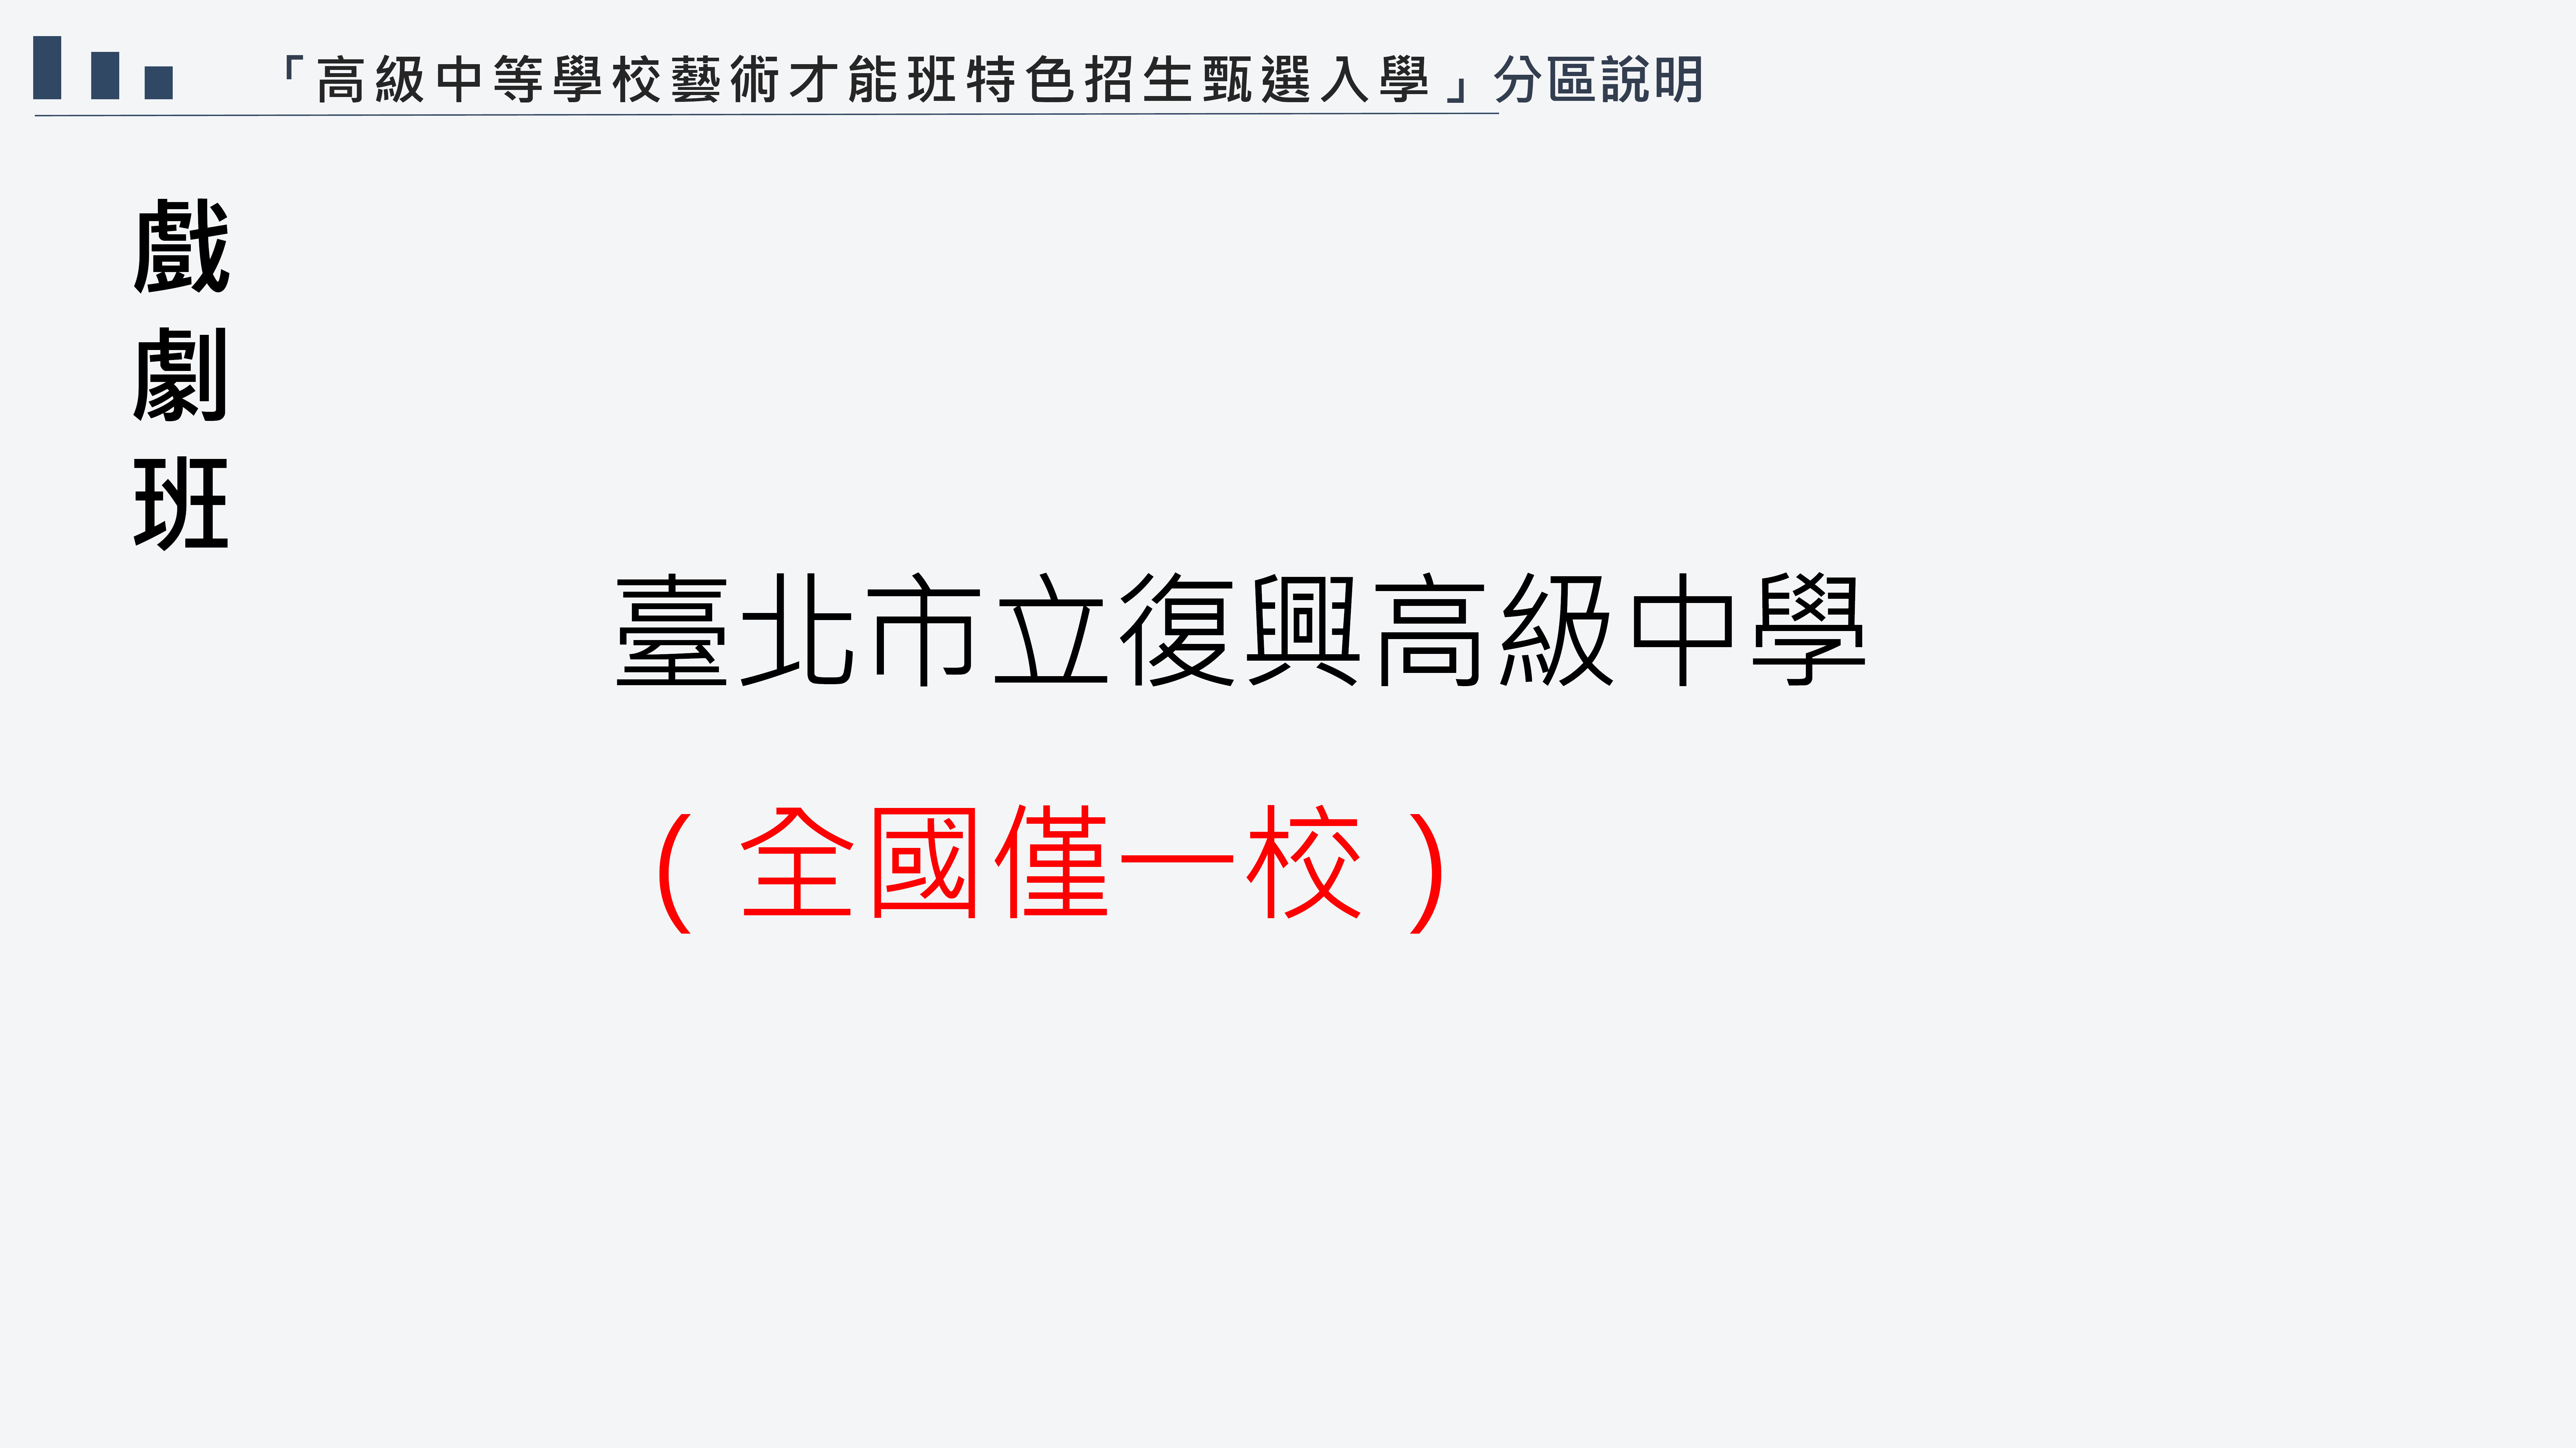 「高級中等學校藝術才能班特色招生甄選入學」分區說明
戲劇班
臺北市立復興高級中學
(全國僅一校)